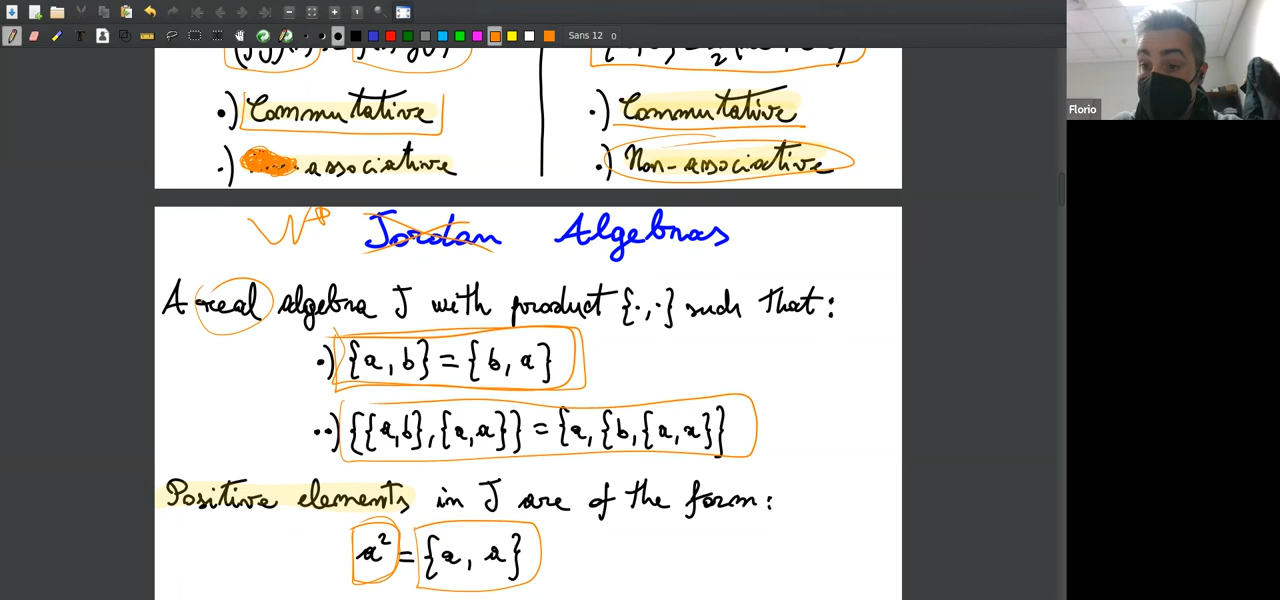 Sans 12 0
Florio
·) Commutative
·) Commutative
·) associative
·) Non-associative
W* Jordan Algebras
A real algebra J with product {·,·} such that:
·) {a, b} = {b, a}
··) {{a,b},{a,a}} = {a,{b,{a,a}}
Positive elements in J are of the form:
a² = {a, a}